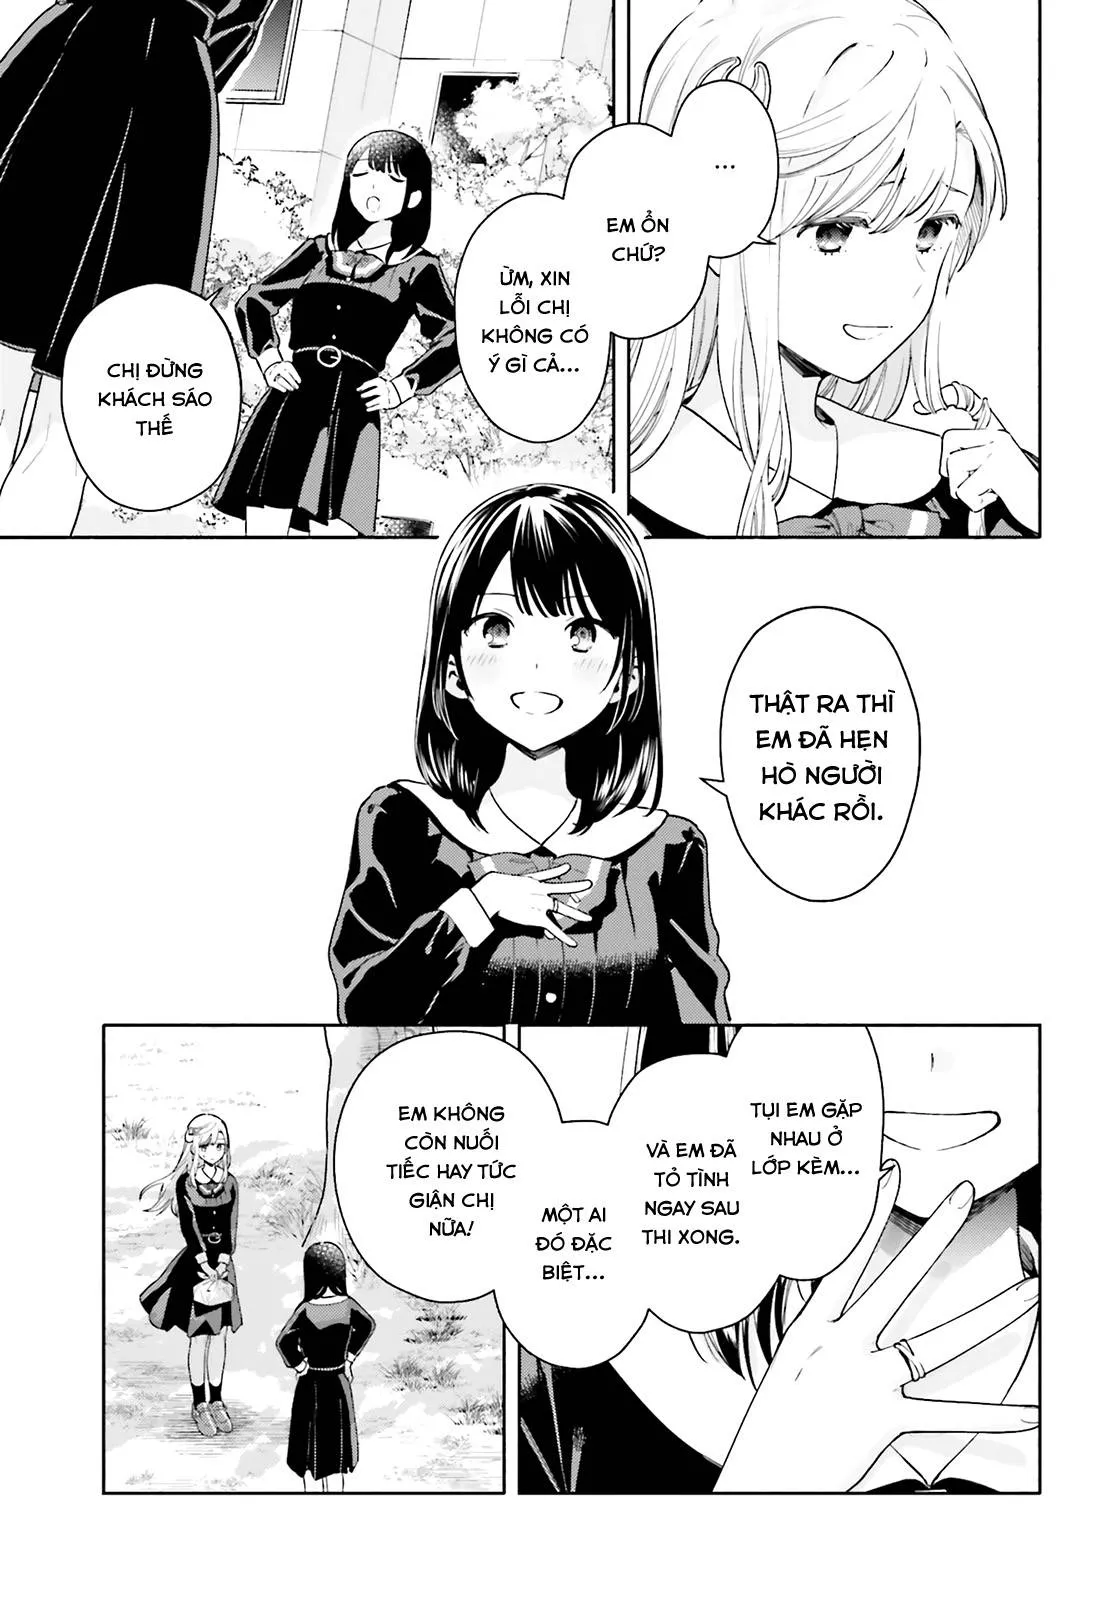 ...
EM ỔN
CHỨ?
ỪM, XIN
LỖI CHỊ
KHÔNG CÓ
Ý GÌ CẢ...
CHỊ ĐỪNG
KHÁCH SÁO
THẾ
THẬT RA THÌ
EM ĐÃ HẸN
HÒ NGƯỜI
KHÁC RỒI.
TỤI EM GẶP
NHAU Ở
LỚP KÈM...
VÀ EM ĐÃ
TỎ TÌNH
NGAY SAU
THI XONG.
MỘT AI
ĐÓ ĐẶC
BIỆT...
EM KHÔNG
CÒN NUỐI
TIẾC HAY TỨC
GIẬN CHỊ
NỮA!